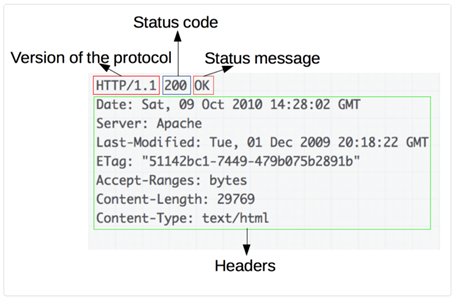 Status code
Version of the protocol
Status message
HTTP/1.1 200 OK
Date: Sat, 09 Oct 2010 14:28:02 GMT
Server: Apache
Last-Modified: Tue, 01 Dec 2009 20:18:22 GMT
ETag: "51142bc1-7449-479b075b2891b"
Accept-Ranges: bytes
Content-Length: 29769
Content-Type: text/html
Headers